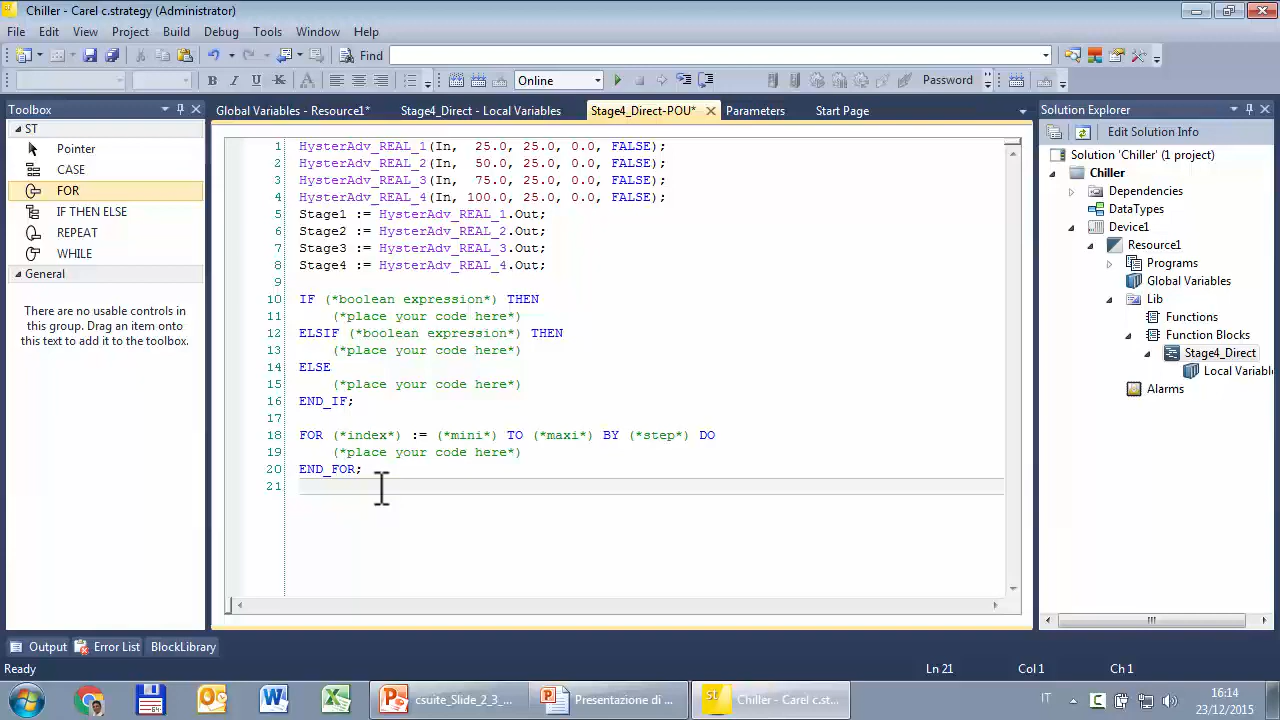 Chiller - Carel c.strategy (Administrator)
File Edit View Project Build Debug Tools Window Help
Find
Online Password
Toolbox
Global Variables - Resource1* Stage4_Direct - Local Variables Stage4_Direct-POU* Parameters Start Page
Solution Explorer
ST
Pointer
CASE
FOR
IF THEN ELSE
REPEAT
WHILE
General
There are no usable controls in
this group. Drag an item onto
this text to add it to the toolbox.
1 HysterAdv_REAL_1(In, 25.0, 25.0, 0.0, FALSE);
2 HysterAdv_REAL_2(In, 50.0, 25.0, 0.0, FALSE);
3 HysterAdv_REAL_3(In, 75.0, 25.0, 0.0, FALSE);
4 HysterAdv_REAL_4(In, 100.0, 25.0, 0.0, FALSE);
5 Stage1 := HysterAdv_REAL_1.Out;
6 Stage2 := HysterAdv_REAL_2.Out;
7 Stage3 := HysterAdv_REAL_3.Out;
8 Stage4 := HysterAdv_REAL_4.Out;
9
10 IF (*boolean expression*) THEN
11 (*place your code here*)
12 ELSIF (*boolean expression*) THEN
13 (*place your code here*)
14 ELSE
15 (*place your code here*)
16 END_IF;
17
18 FOR (*index*) := (*mini*) TO (*maxi*) BY (*step*) DO
19 (*place your code here*)
20 END_FOR;
21
Edit Solution Info
Solution 'Chiller' (1 project)
Chiller
Dependencies
DataTypes
Device1
Resource1
Programs
Global Variables
Lib
Functions
Function Blocks
Stage4_Direct
Local Variable
Alarms
Output Error List BlockLibrary
Ready Ln 21 Col 1 Ch 1
csuite_Slide_2_3_... Presentazione di ... Chiller - Carel c.st... IT 16:14
23/12/2015